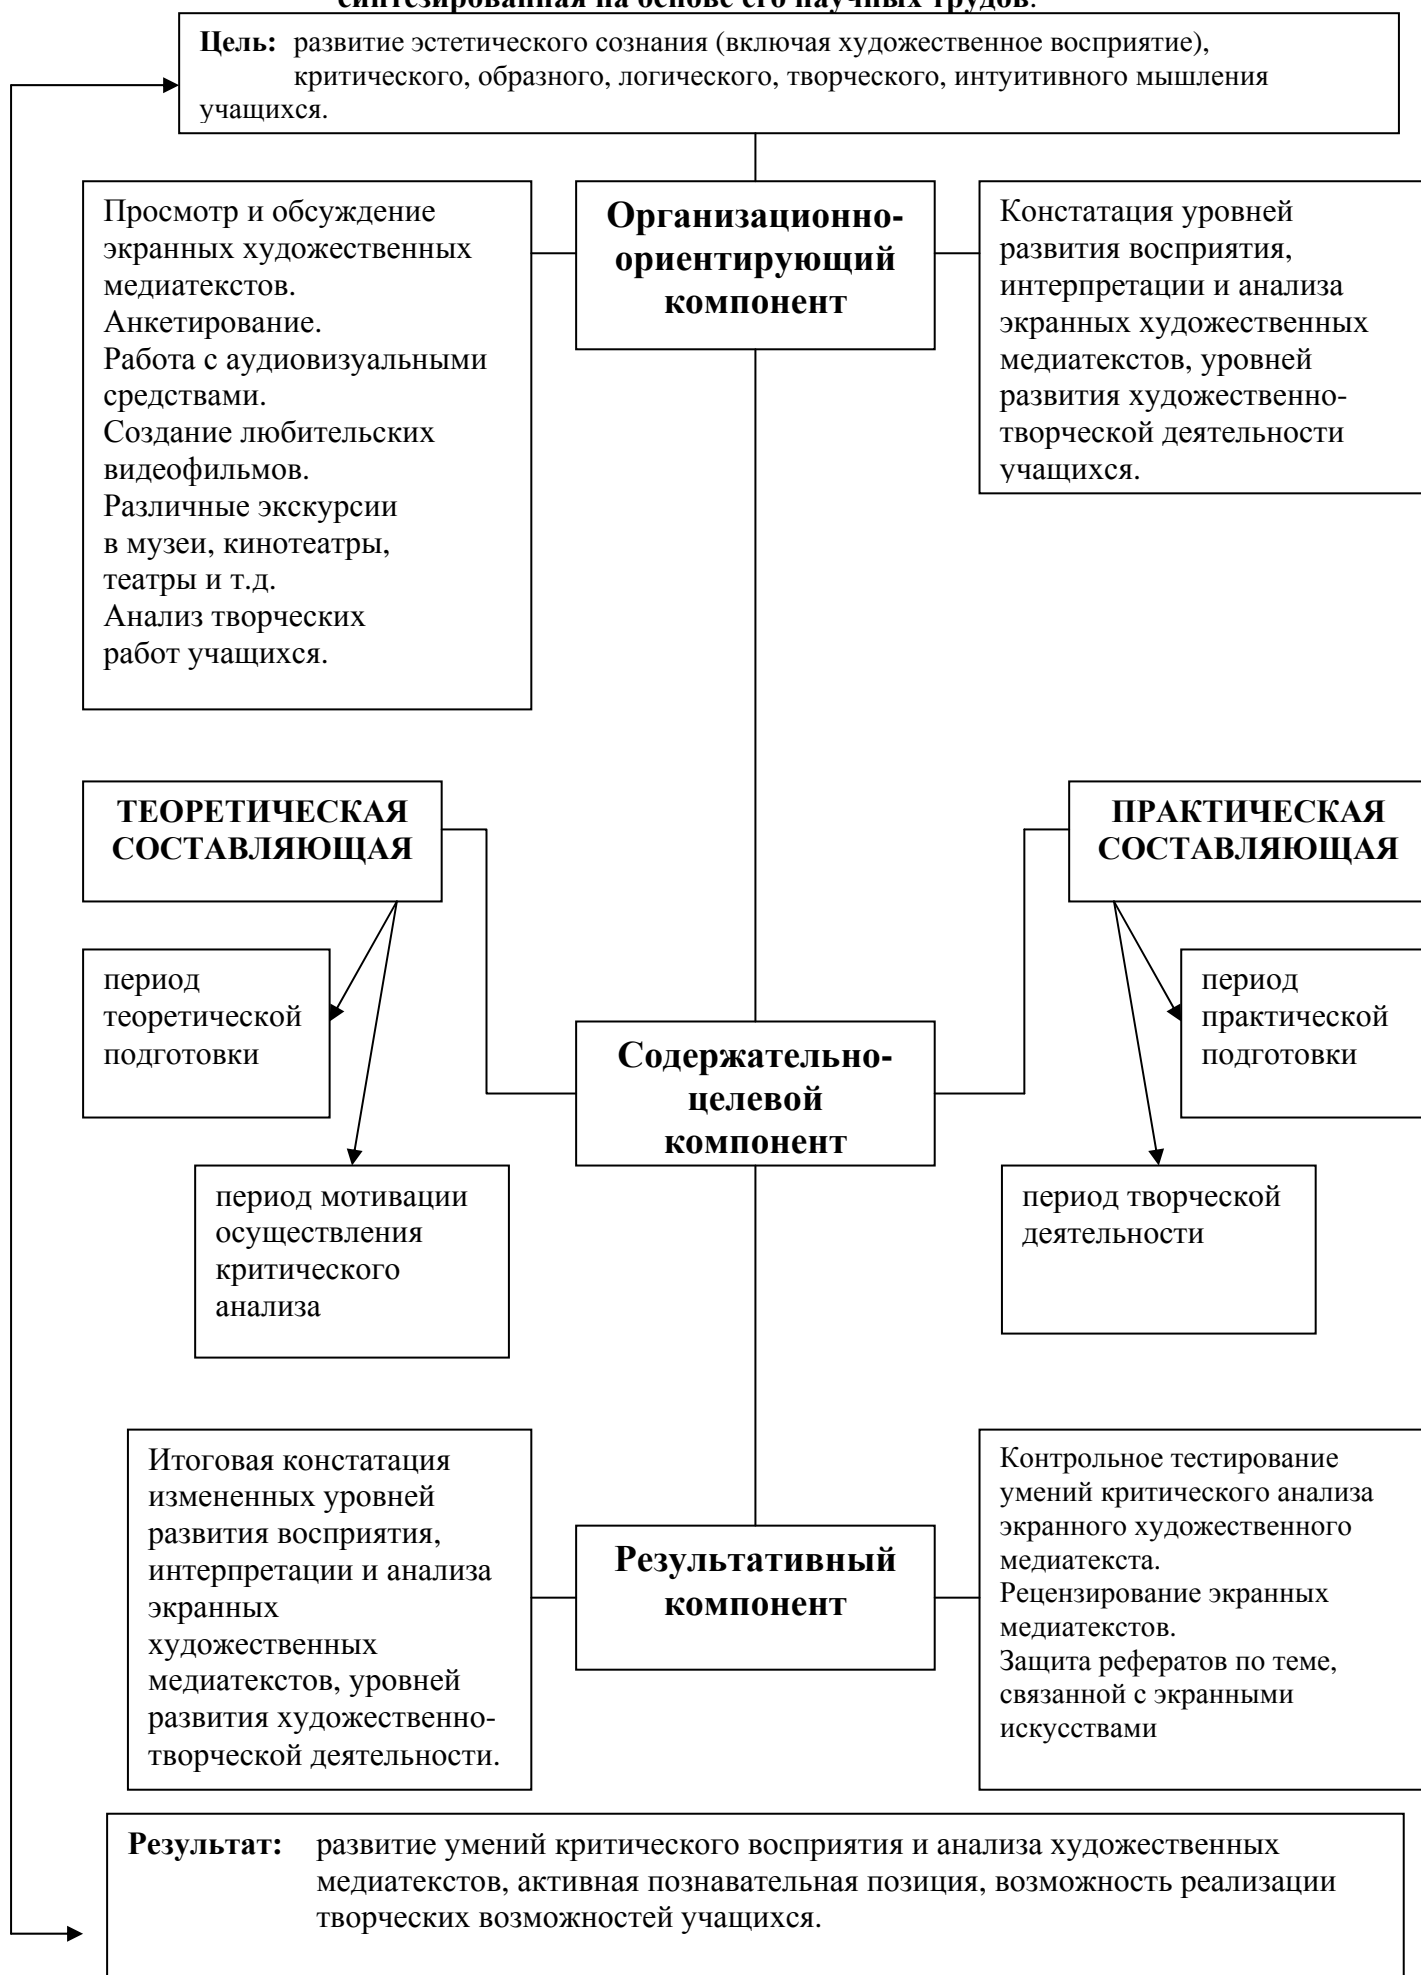 синтезированная на основе его научных трудов.
Цель: развитие эстетического сознания (включая художественное восприятие),
критического, образного, логического, творческого, интуитивного мышления
учащихся.
Просмотр и обсуждение
экранных художественных
медиатекстов.
Анкетирование.
Работа с аудиовизуальными
средствами.
Создание любительских
видеофильмов.
Различные экскурсии
в музеи, кинотеатры,
театры и т.д.
Анализ творческих
работ учащихся.
Организационно-
ориентирующий
компонент
Констатация уровней
развития восприятия,
интерпретации и анализа
экранных художественных
медиатекстов, уровней
развития художественно-
творческой деятельности
учащихся.
ТЕОРЕТИЧЕСКАЯ
СОСТАВЛЯЮЩАЯ
ПРАКТИЧЕСКАЯ
СОСТАВЛЯЮЩАЯ
период
теоретической
подготовки
Содержательно-
целевой
компонент
период
практической
подготовки
период мотивации
осуществления
критического
анализа
период творческой
деятельности
Итоговая констатация
измененных уровней
развития восприятия,
интерпретации и анализа
экранных
художественных
медиатекстов, уровней
развития художественно-
творческой деятельности.
Результативный
компонент
Контрольное тестирование
умений критического анализа
экранного художественного
медиатекста.
Рецензирование экранных
медиатекстов.
Защита рефератов по теме,
связанной с экранными
искусствами
Результат: развитие умений критического восприятия и анализа художественных
медиатекстов, активная познавательная позиция, возможность реализации
творческих возможностей учащихся.